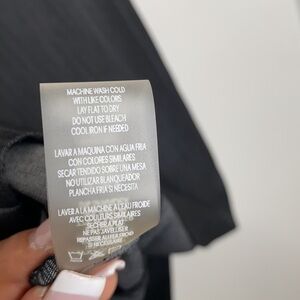 MACHINE WASH COLD
WITH LIKE COLORS
LAY FLAT TO DRY
DO NOT USE BLEACH
COOL IRON IF NEEDED
LAVAR A MAQUINA CON AGUA FRIA
CON COLORES SIMILARES
SECAR TENDIDO SOBRE UNA MESA
NO UTILIZAR BLANQUEADOR
PLANCHA FRIA SI NECESITA
LAVER A LA MACHINE A L'EAU FROIDE
AVEC COULEURS SIMILAIRES
SECHER A PLAT
NE PAS JAVELLISER
REPASSER A FER FROID
SI NECESSAIRE